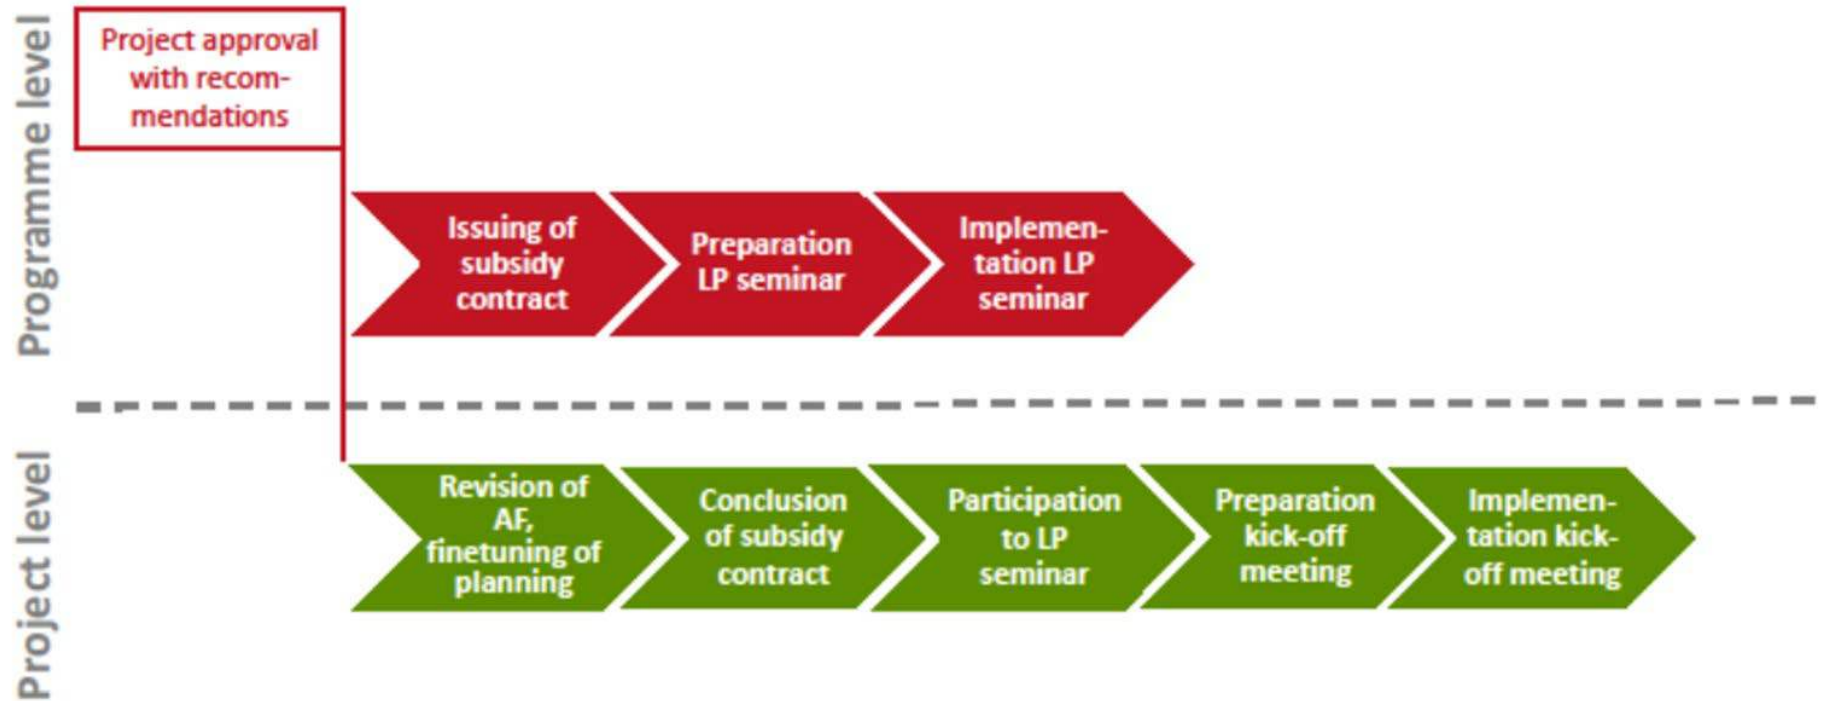 Programme level
Project approval
with recom-
mendations
Issuing of
subsidy
contract
Preparation
LP seminar
Implemen-
tation LP
seminar
Project level
Revision of
AF,
finetuning of
planning
Conclusion
of subsidy
contract
Participation
to LP
seminar
Preparation
kick-off
meeting
Implemen-
tation kick-
off meeting